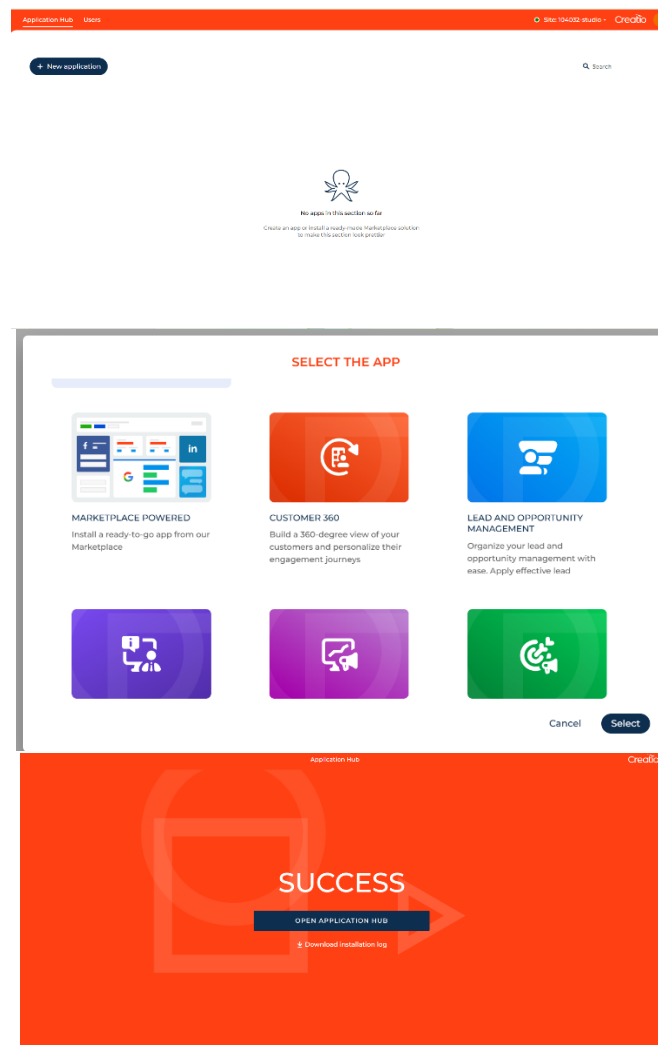 Application Hub Users
Site: 104032-studio
Creatio
+ New application
Search
No apps in this section so far
Create an app or install a ready-made Marketplace solution
to make this section look prettier
SELECT THE APP
f
in
G
MARKETPLACE POWERED
Install a ready-to-go app from our
Marketplace
CUSTOMER 360
Build a 360-degree view of your
customers and personalize their
engagement journeys
LEAD AND OPPORTUNITY
MANAGEMENT
Organize your lead and
opportunity management with
ease. Apply effective lead
Cancel
Select
Application Hub
Creatio
SUCCESS
OPEN APPLICATION HUB
Download installation log